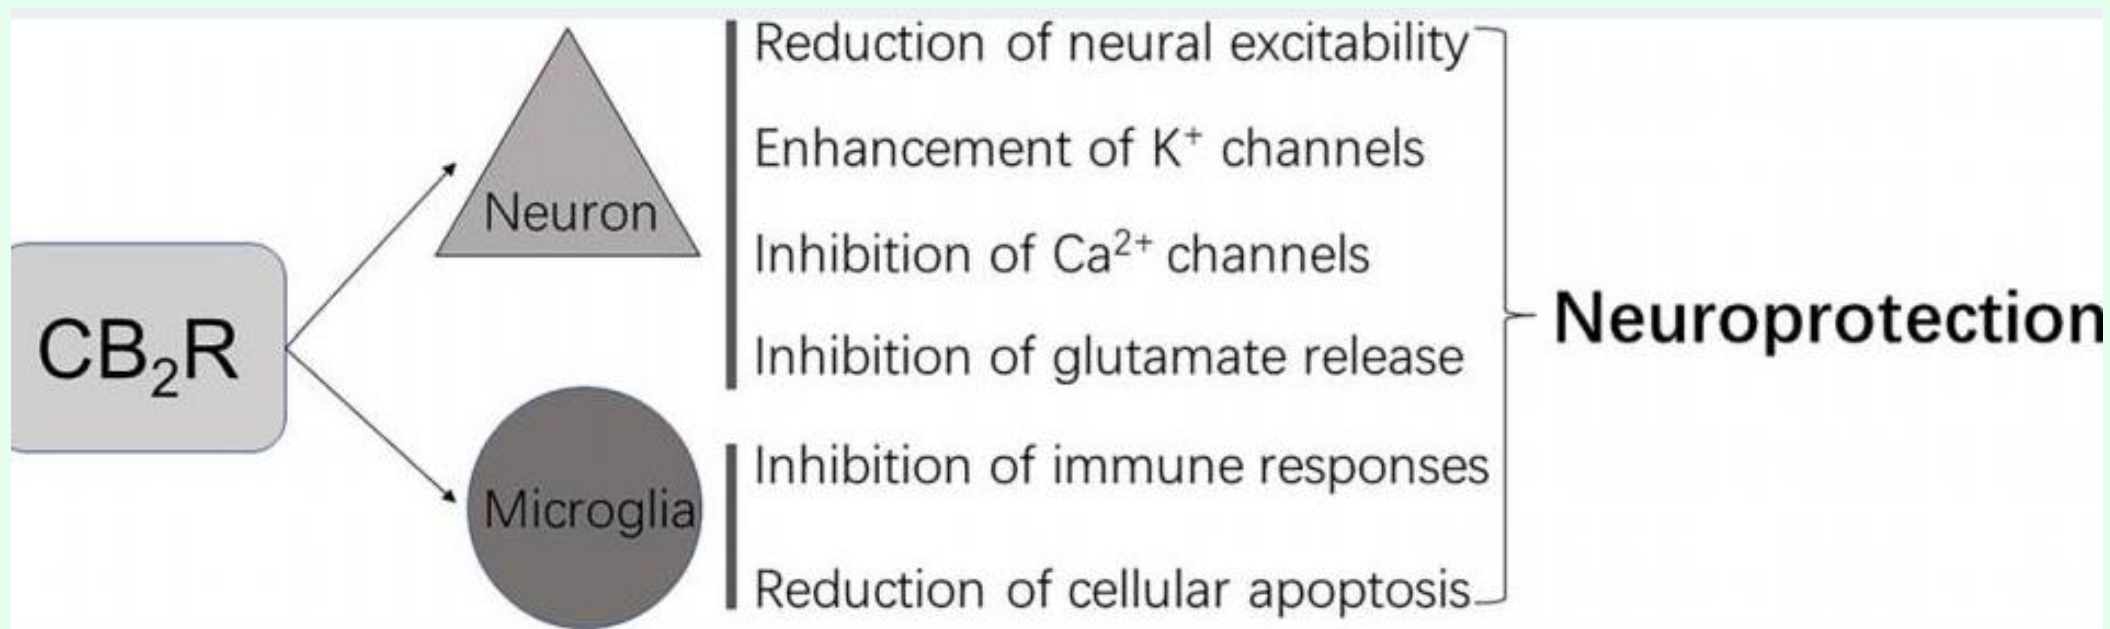 CB₂R
Neuron
Microglia
Reduction of neural excitability
Enhancement of K⁺ channels
Inhibition of Ca²⁺ channels
Inhibition of glutamate release
Inhibition of immune responses
Reduction of cellular apoptosis
Neuroprotection